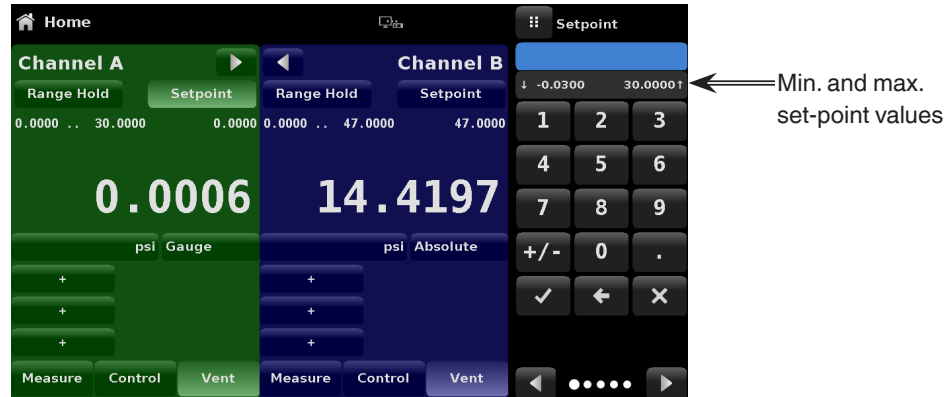 Home
Setpoint
Channel A
Channel B
Range Hold Setpoint
Range Hold Setpoint
0.0000 .. 30.0000 0.0000
0.0000 .. 47.0000 47.0000
0.0006
14.4197
psi Gauge
psi Absolute
+
+
+
+
+
+
Measure Control Vent
Measure Control Vent
↓ -0.0300 30.0000↑
1 2 3
4 5 6
7 8 9
+/- 0 .
Min. and max.
set-point values